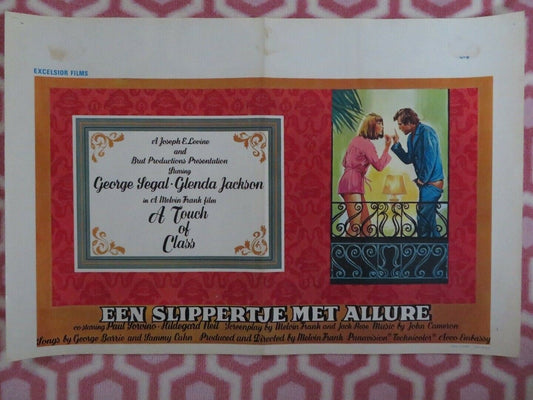 EXCELSIOR FILMS
A Joseph E. Levine
and
Brut Productions Presentation
Starring
George Segal · Glenda Jackson
in A Melvin Frank film
A Touch
of
Class
EEN SLIPPERTJE MET ALLURE
co starring Paul Sorvino · Hildegard Neil Screenplay by Melvin Frank and Jack Rose Music by John Cameron
Songs by George Barrie and Sammy Cahn Produced and Directed by Melvin Frank Panavision® Technicolor® Avco Embassy